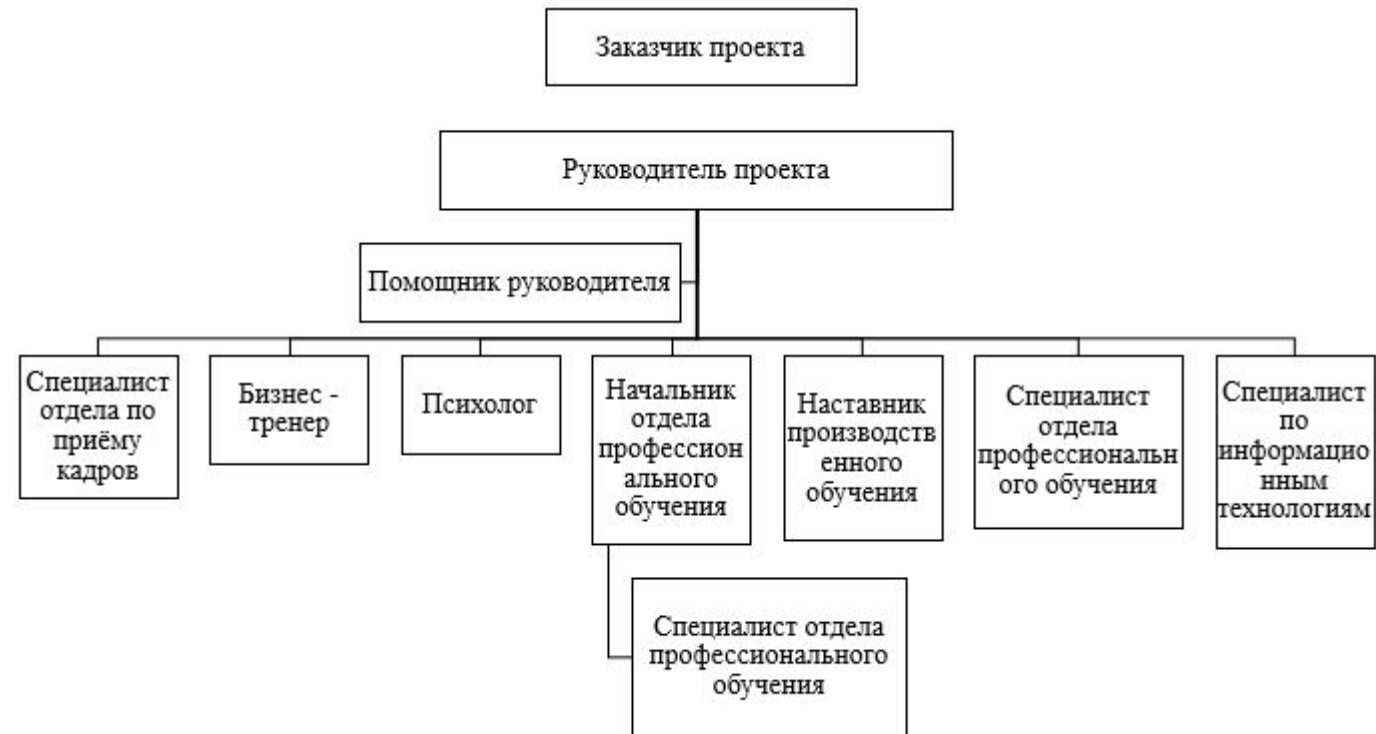 Заказчик проекта
Руководитель проекта
Помощник руководителя
Специалист
отдела по
приёму
кадров
Бизнес -
тренер
Психолог
Начальник
отдела
профессион
ального
обучения
Наставник
производств
енного
обучения
Специалист
отдела
профессиональн
ого обучения
Специалист
по
информацио
нным
технологиям
Специалист отдела
профессионального
обучения